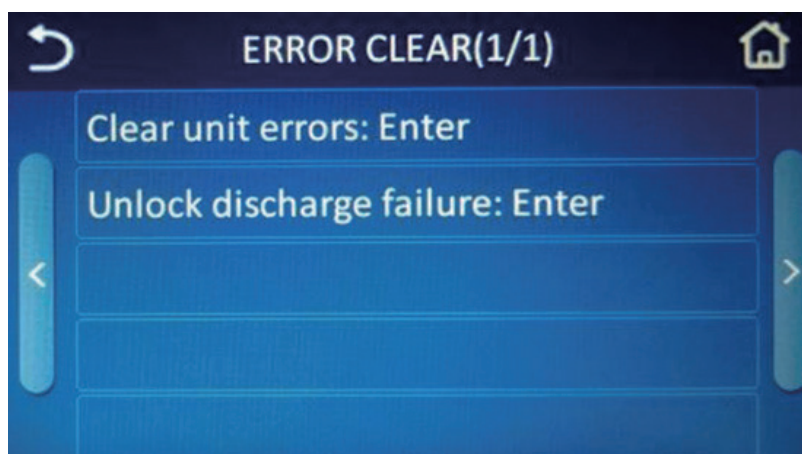 ERROR CLEAR(1/1)
Clear unit errors: Enter
Unlock discharge failure: Enter